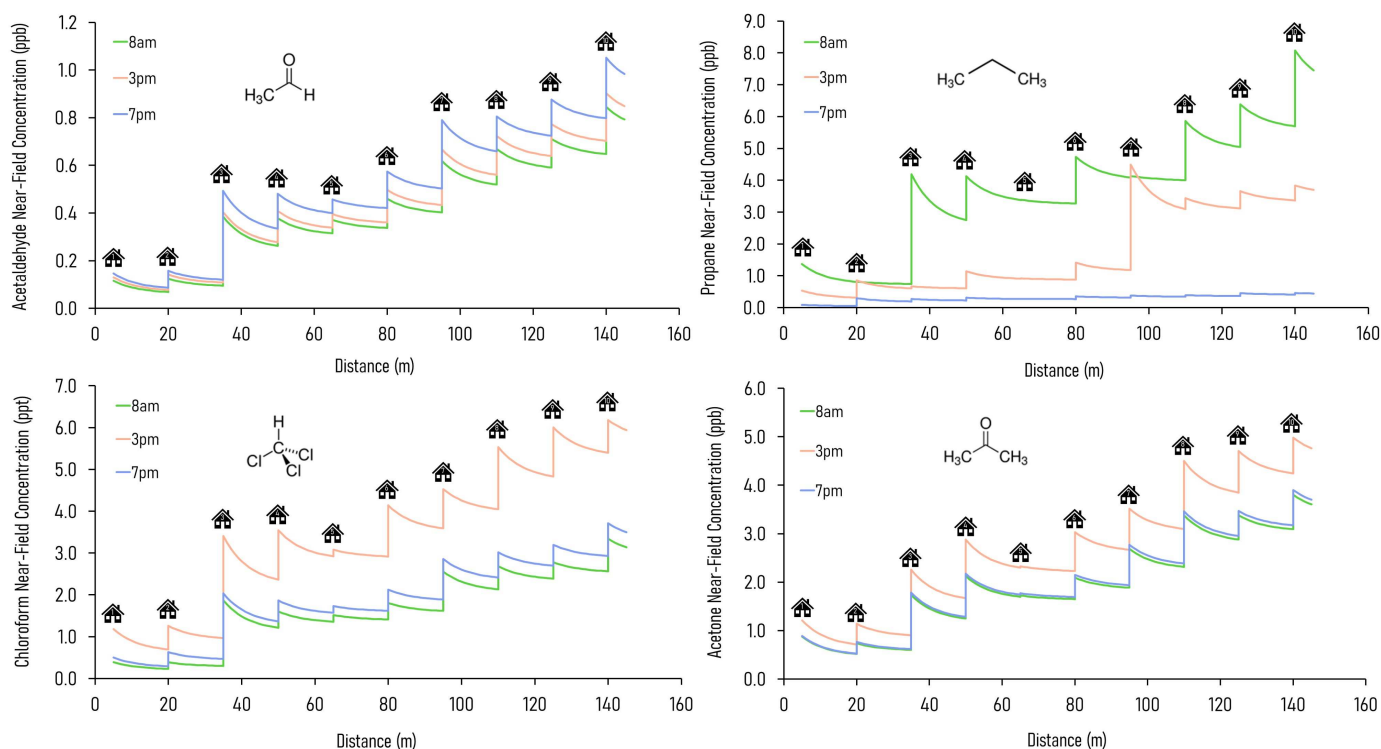 Acetaldehyde Near-Field Concentration (ppb)
1.2
1.0
0.8
0.6
0.4
0.2
0.0
8am
3pm
7pm
O
H₃C
H
0
20
40
60
80
100
120
140
160
Distance (m)
Propane Near-Field Concentration (ppb)
9.0
8.0
7.0
6.0
5.0
4.0
3.0
2.0
1.0
0.0
8am
3pm
7pm
H₃C
CH₃
0
20
40
60
80
100
120
140
160
Distance (m)
Chloroform Near-Field Concentration (ppt)
7.0
6.0
5.0
4.0
3.0
2.0
1.0
0.0
8am
3pm
7pm
H
C
Cl
Cl
Cl
0
20
40
60
80
100
120
140
160
Distance (m)
Acetone Near-Field Concentration (ppb)
6.0
5.0
4.0
3.0
2.0
1.0
0.0
8am
3pm
7pm
O
H₃C
CH₃
0
20
40
60
80
100
120
140
160
Distance (m)